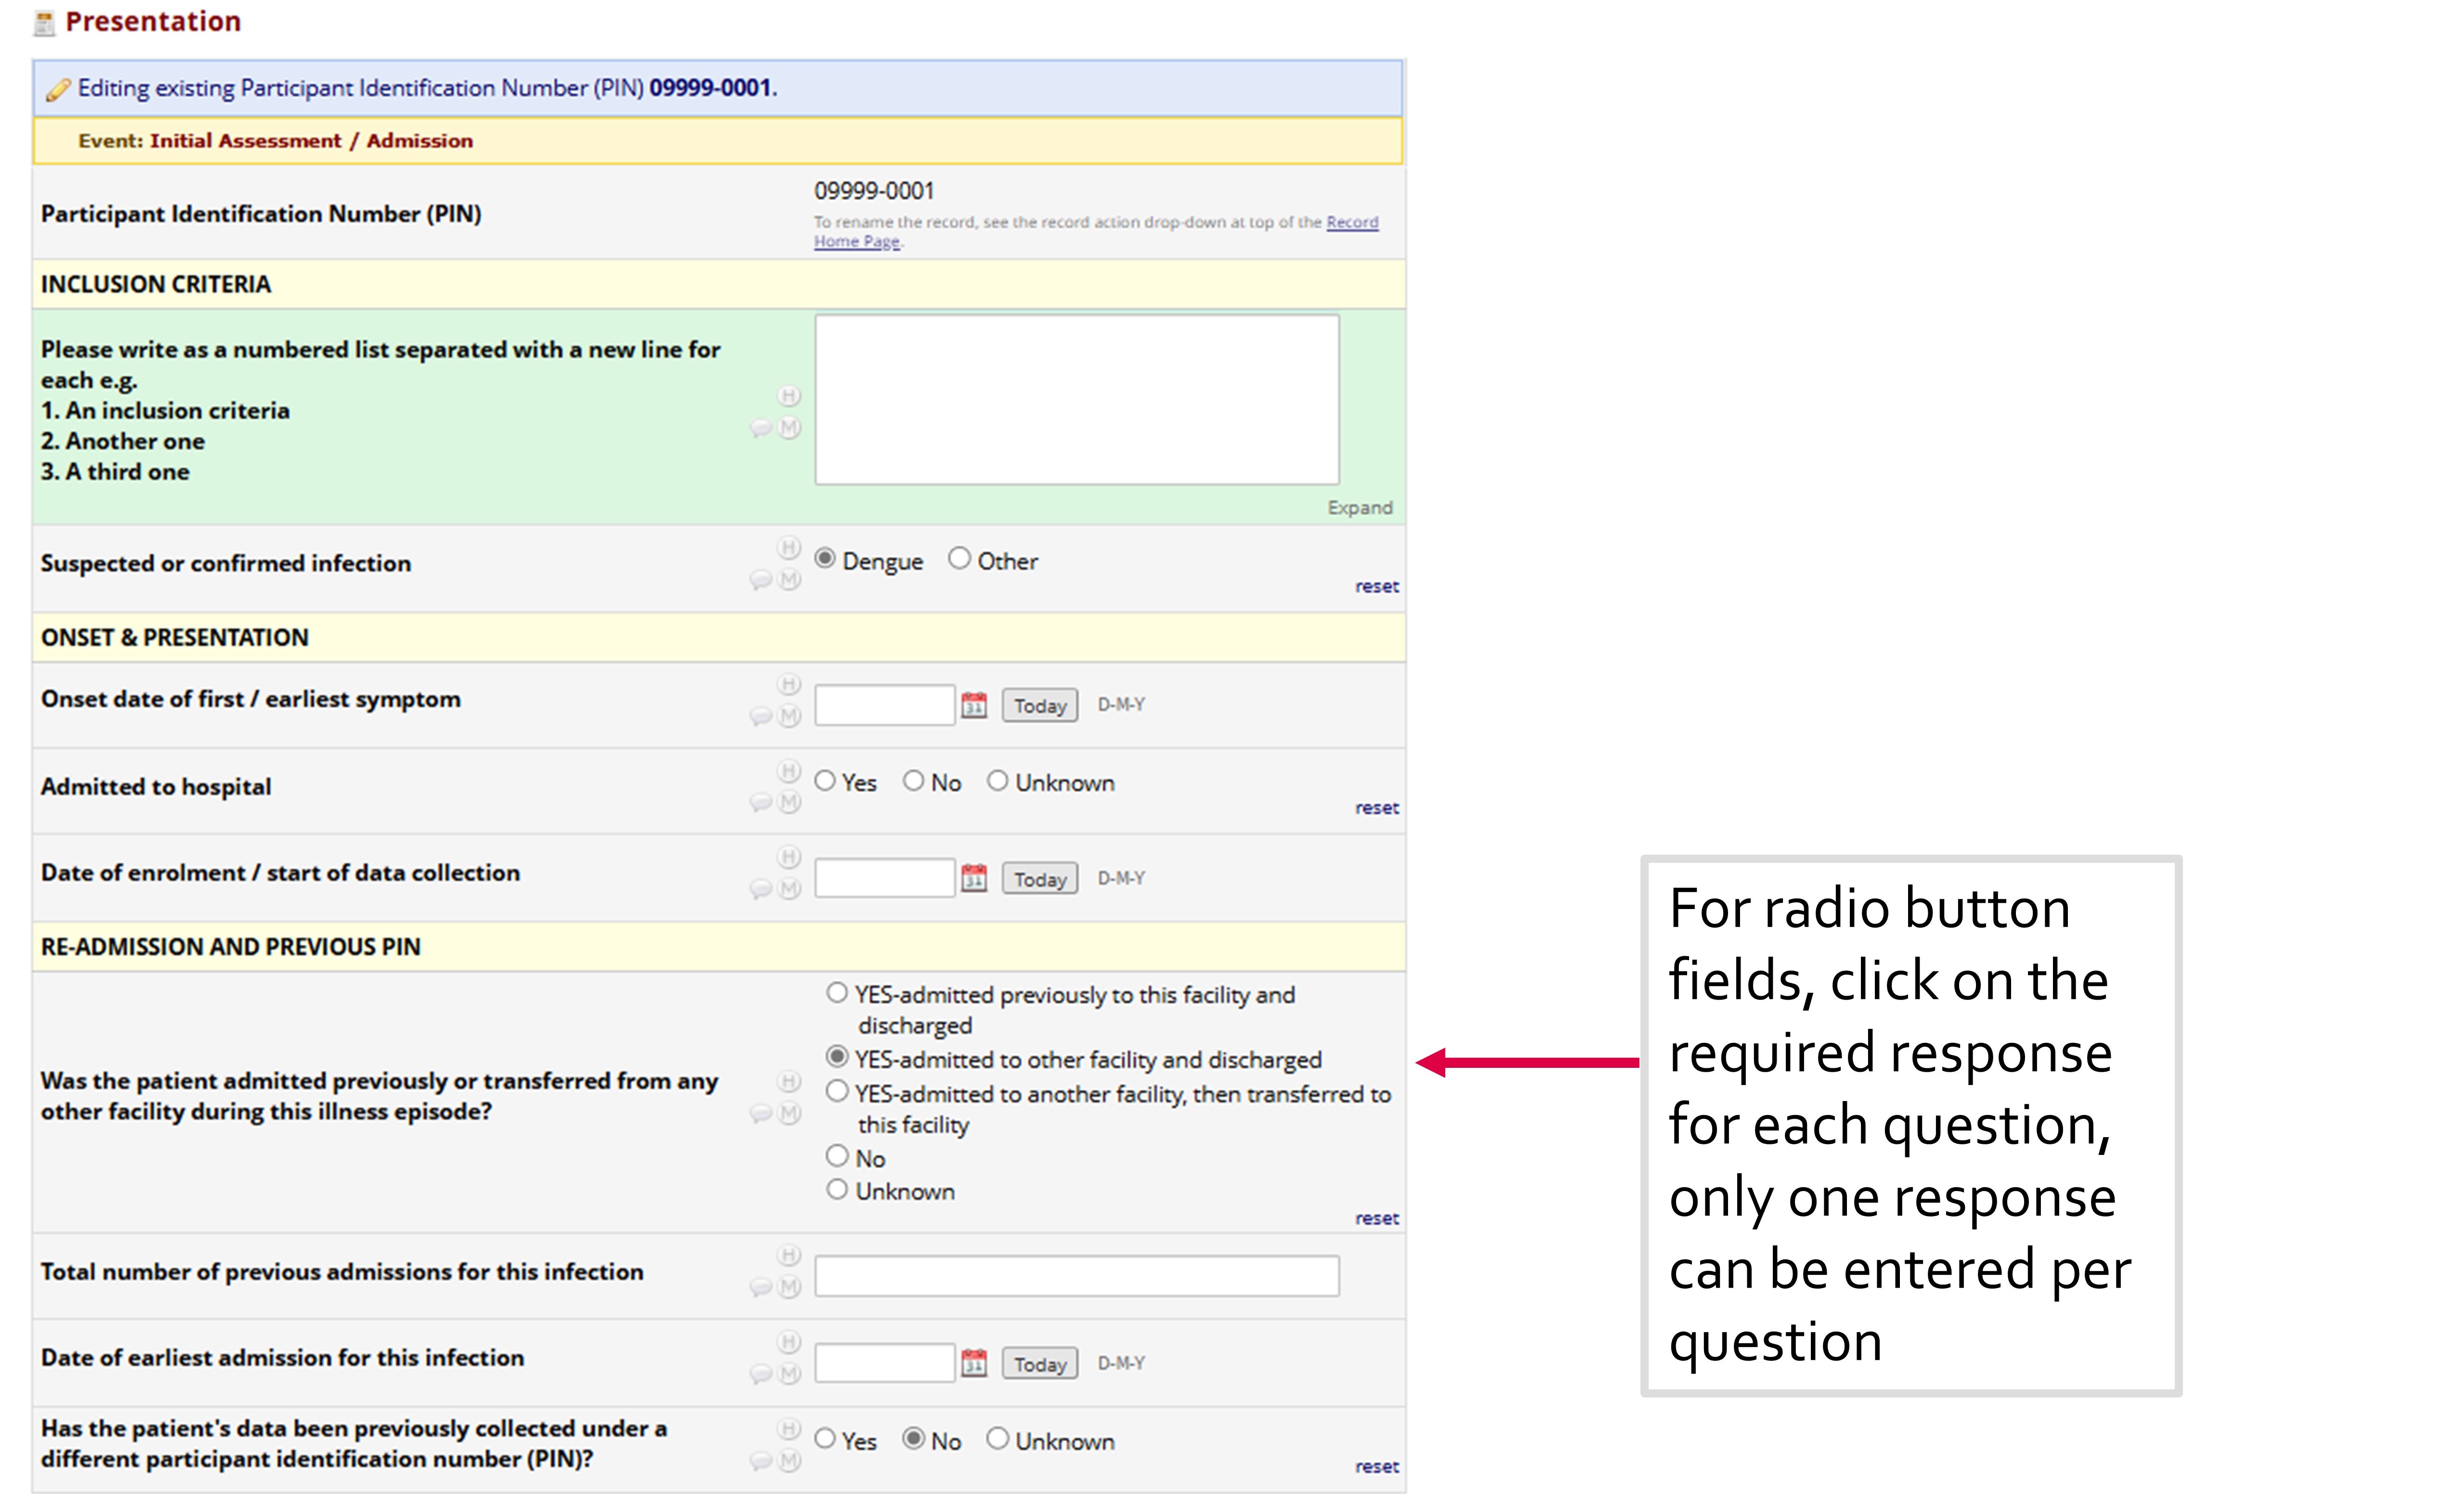 Presentation
Editing existing Participant Identification Number (PIN) 09999-0001.
Event: Initial Assessment / Admission
Participant Identification Number (PIN)
09999-0001
To rename the record, see the record action drop-down at top of the Record
Home Page.
INCLUSION CRITERIA
Please write as a numbered list separated with a new line for
each e.g.
1. An inclusion criteria
2. Another one
3. A third one
H
M
Expand
Suspected or confirmed infection
H
M
Dengue Other
reset
ONSET & PRESENTATION
Onset date of first / earliest symptom
H
M
31 Today D-M-Y
Admitted to hospital
H
M
Yes No Unknown
reset
Date of enrolment / start of data collection
H
M
31 Today D-M-Y
RE-ADMISSION AND PREVIOUS PIN
Was the patient admitted previously or transferred from any
other facility during this illness episode?
H
M
YES-admitted previously to this facility and
discharged
YES-admitted to other facility and discharged
YES-admitted to another facility, then transferred to
this facility
No
Unknown
reset
Total number of previous admissions for this infection
H
M
Date of earliest admission for this infection
H
M
31 Today D-M-Y
Has the patient's data been previously collected under a
different participant identification number (PIN)?
H
M
Yes No Unknown
reset
For radio button
fields, click on the
required response
for each question,
only one response
can be entered per
question